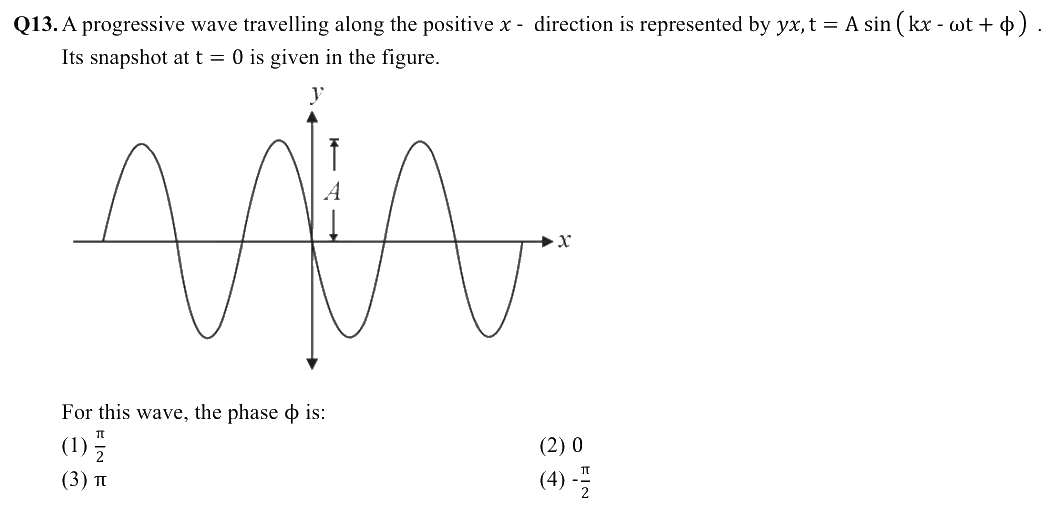 Q13. A progressive wave travelling along the positive x - direction is represented by yx, t = A sin ( kx - ωt + ϕ ) .
Its snapshot at t = 0 is given in the figure.
y
A
x
For this wave, the phase ϕ is:
(1) π/2
(2) 0
(3) π
(4) -π/2